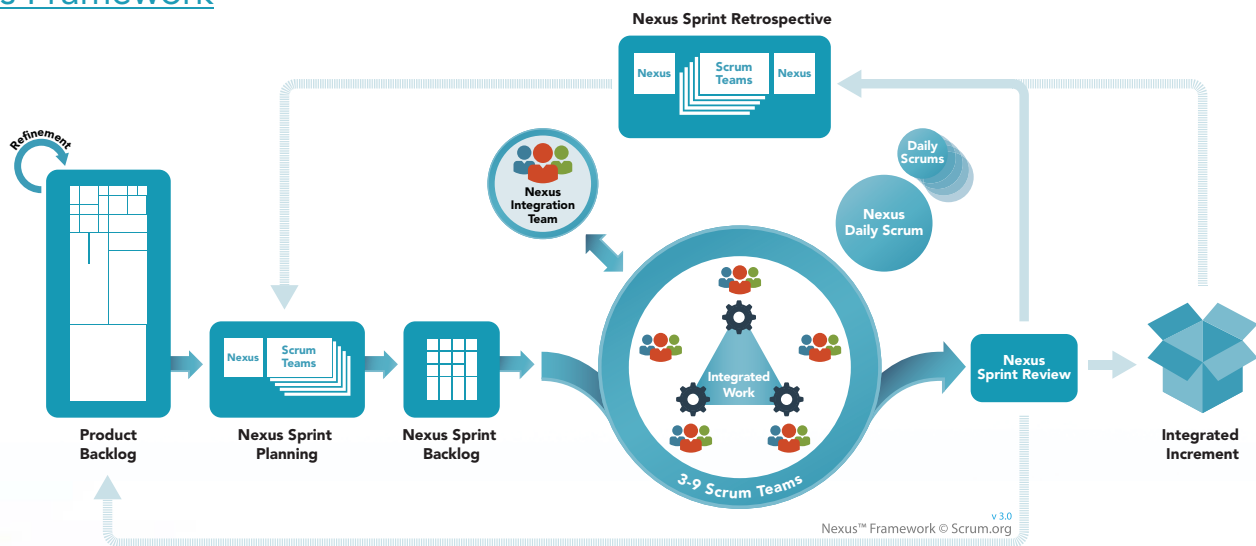 s Framework
Nexus Sprint Retrospective
Nexus
Scrum
Teams
Nexus
Refinement
Daily
Scrums
Nexus
Integration
Team
Nexus
Daily Scrum
Nexus
Scrum
Teams
Integrated
Work
Nexus
Sprint Review
Product
Backlog
Nexus Sprint
Planning
Nexus Sprint
Backlog
Integrated
Increment
3-9 Scrum Teams
v 3.0
Nexus™ Framework © Scrum.org